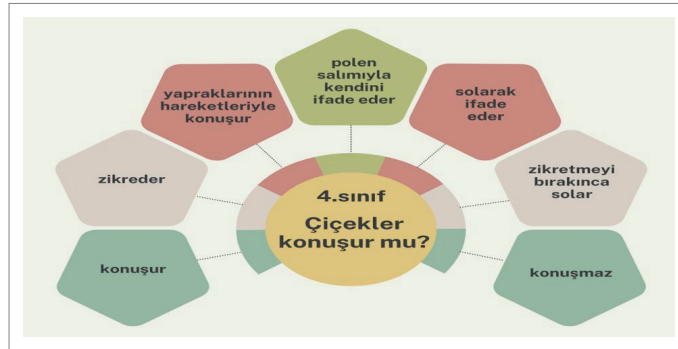 polen
salımıyla
kendini
ifade eder
yapraklarının
hareketleriyle
konuşur
solarak
ifade
eder
zikreder
zikretmeyi
bırakınca
solar
4.sınıf
Çiçekler
konuşur mu?
konuşur
konuşmaz